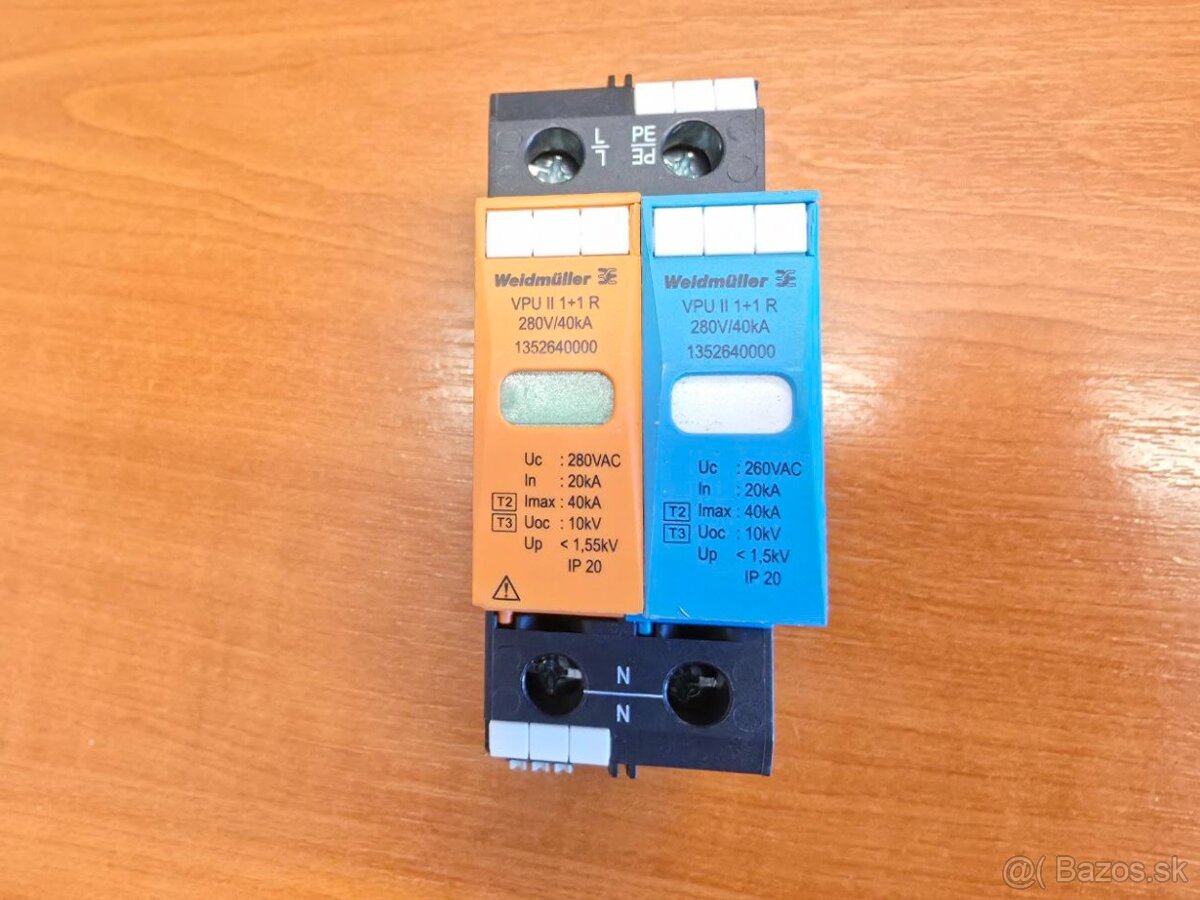 L PE
L PE
Weidmüller
VPU II 1+1 R
280V/40kA
1352640000
Uc : 280VAC
In : 20kA
T2 Imax : 40kA
T3 Uoc : 10kV
Up < 1,55kV
IP 20
Weidmüller
VPU II 1+1 R
280V/40kA
1352640000
Uc : 260VAC
In : 20kA
T2 Imax : 40kA
T3 Uoc : 10kV
Up < 1,5kV
IP 20
N
N
@( Bazos.sk